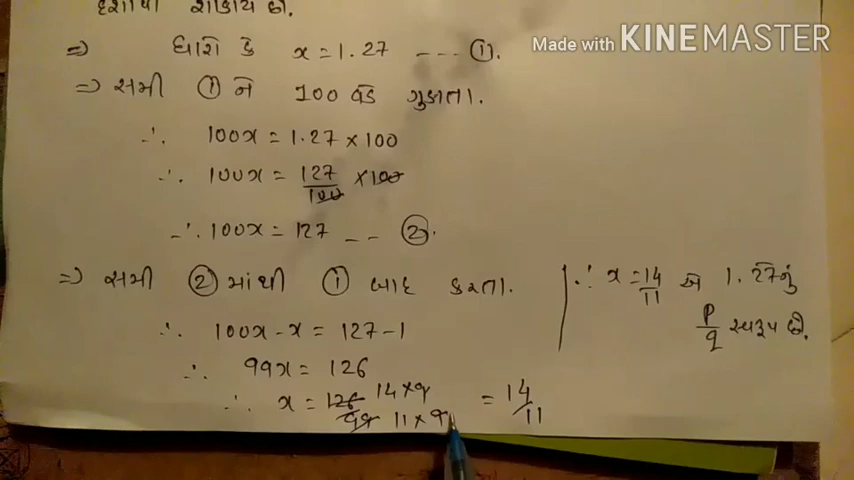 દર્શાવી શકાય છે.
Made with KINEMASTER
⇒ ધારો કે x = 1.27 --- ①.
⇒ સમી ① ને 100 વડે ગુણતા.
∴ 100x = 1.27 × 100
∴ 100x = 127/100 × 100
∴ 100x = 127 -- ②.
⇒ સમી ② માંથી ① બાદ કરતા.
∴ 100x - x = 127 - 1
∴ 99x = 126
∴ x = 126/99 14 × 9/11 × 9 = 14/11
∴ x = 14/11 એ 1.27નું
p/q સ્વરૂપ છે.